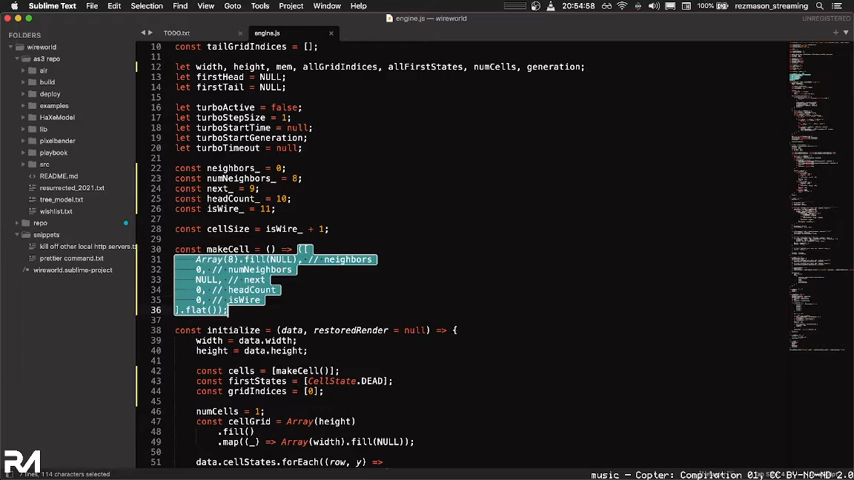 Sublime Text File Edit Selection Find View Goto Tools Project Window Help
100% 20:54:58 rezmason_streaming
engine.js
UNREGISTERED
FOLDERS
wireworld
as3 repo
air
build
deploy
examples
HaXeModel
lib
pixelbender
playbook
src
README.md
resurrected_2021.txt
tree_model.txt
wishlist.txt
repo
snippets
kill off other local http servers.t
prettier command.txt
wireworld.sublime-project
TODO.txt engine.js
10 const tailGridIndices = [];
11
12 let width, height, mem, allGridIndices, allFirstStates, numCells, generation;
13 let firstHead = NULL;
14 let firstTail = NULL;
15
16 let turboActive = false;
17 let turboStepSize = 1;
18 let turboStartTime = null;
19 let turboStartGeneration;
20 let turboTimeout = NULL;
21
22 const neighbors_ = 0;
23 const numNeighbors_ = 8;
24 const next_ = 9;
25 const headCount_ = 10;
26 const isWire_ = 11;
27
28 const cellSize = isWire_ + 1;
29
30 const makeCell = () => ([
31 Array(8).fill(NULL), // neighbors
32 0, // numNeighbors
33 NULL, // next
34 0, // headCount
35 0, // isWire
36 ].flat());
37
38 const initialize = (data, restoredRender = null) => {
39 width = data.width;
40 height = data.height;
41
42 const cells = [makeCell()];
43 const firstStates = [CellState.DEAD];
44 const gridIndices = [0];
45
46 numCells = 1;
47 const cellGrid = Array(height)
48 .fill()
49 .map((_) => Array(width).fill(NULL));
50
51 data.cellStates.forEach((row, y) =>
7 lines, 114 characters selected
RM
music - Copter: Compilation 01, CC BY-NC-ND 2.0